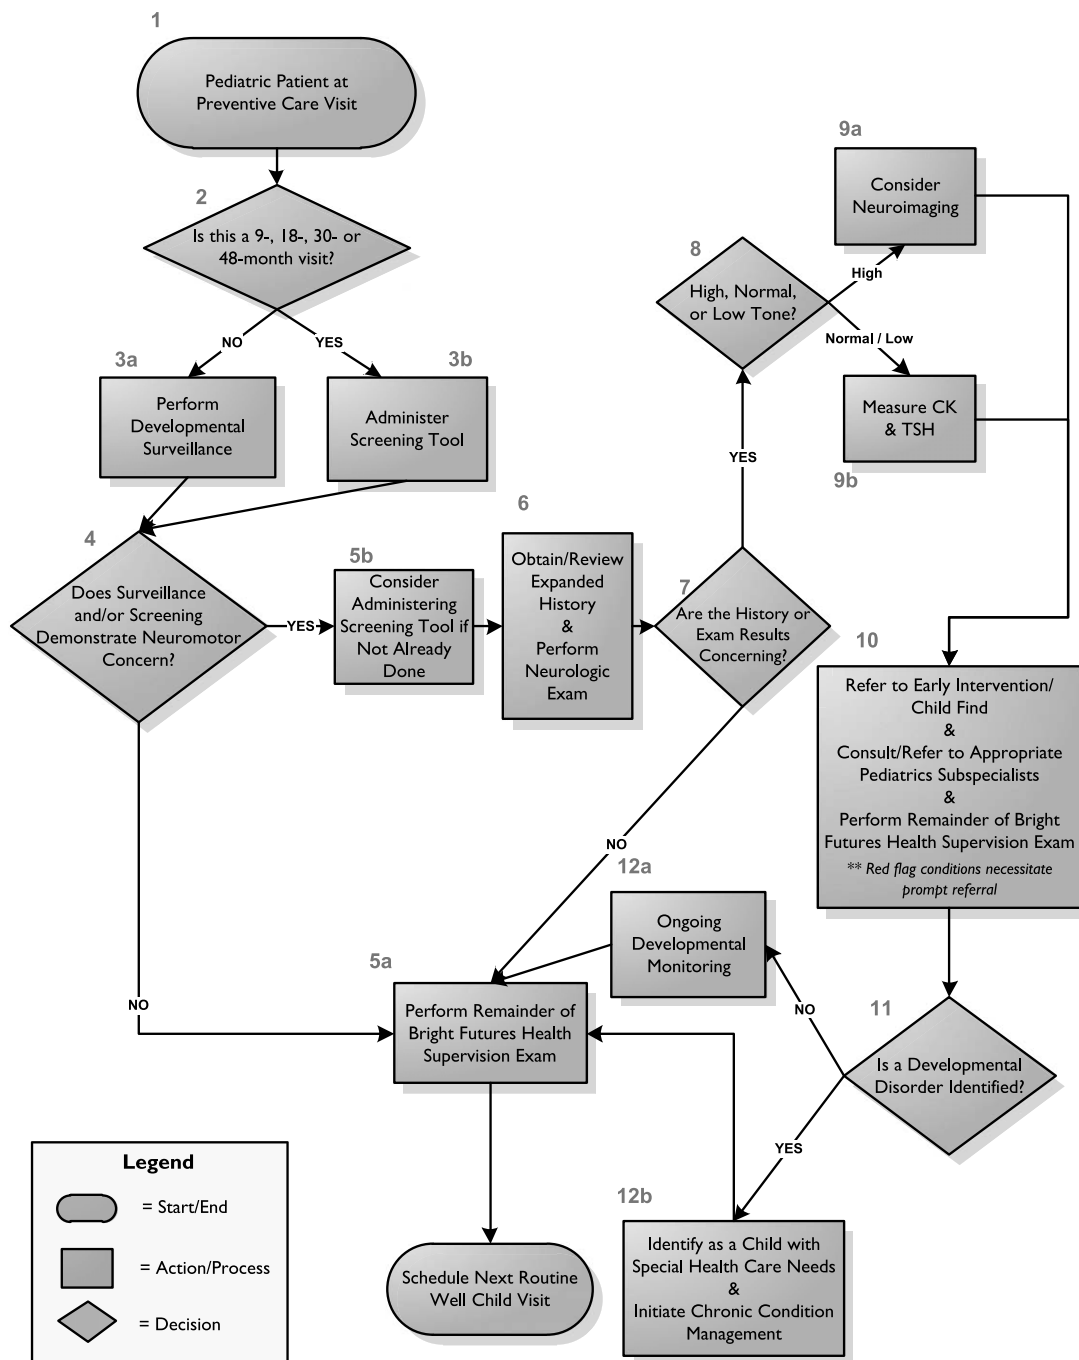 1
Pediatric Patient at
Preventive Care Visit
2
Is this a 9-, 18-, 30- or
48-month visit?
NO
YES
3a
Perform
Developmental
Surveillance
3b
Administer
Screening Tool
4
Does Surveillance
and/or Screening
Demonstrate Neuromotor
Concern?
YES
NO
5b
Consider
Administering
Screening Tool if
Not Already
Done
6
Obtain/Review
Expanded
History
&
Perform
Neurologic
Exam
7
Are the History or
Exam Results
Concerning?
YES
NO
8
High, Normal,
or Low Tone?
High
Normal / Low
9a
Consider
Neuroimaging
Measure CK
& TSH
9b
10
Refer to Early Intervention/
Child Find
&
Consult/Refer to Appropriate
Pediatrics Subspecialists
&
Perform Remainder of Bright
Futures Health Supervision Exam
** Red flag conditions necessitate
prompt referral
11
Is a Developmental
Disorder Identified?
NO
YES
12a
Ongoing
Developmental
Monitoring
12b
Identify as a Child with
Special Health Care Needs
&
Initiate Chronic Condition
Management
5a
Perform Remainder of
Bright Futures Health
Supervision Exam
Schedule Next Routine
Well Child Visit
Legend
= Start/End
= Action/Process
= Decision